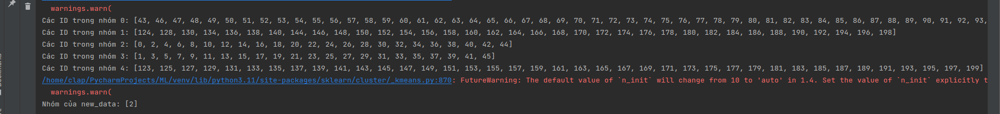 warnings.warn(
Các ID trong nhóm 0: [43, 46, 47, 48, 49, 50, 51, 52, 53, 54, 55, 56, 57, 58, 59, 60, 61, 62, 63, 64, 65, 66, 67, 68, 69, 70, 71, 72, 73, 74, 75, 76, 77, 78, 79, 80, 81, 82, 83, 84, 85, 86, 87, 88, 89, 90, 91, 92, 93,
Các ID trong nhóm 1: [124, 128, 130, 134, 136, 138, 140, 144, 146, 148, 150, 152, 154, 156, 158, 160, 162, 164, 166, 168, 170, 172, 174, 176, 178, 180, 182, 184, 186, 188, 190, 192, 194, 196, 198]
Các ID trong nhóm 2: [0, 2, 4, 6, 8, 10, 12, 14, 16, 18, 20, 22, 24, 26, 28, 30, 32, 34, 36, 38, 40, 42, 44]
Các ID trong nhóm 3: [1, 3, 5, 7, 9, 11, 13, 15, 17, 19, 21, 23, 25, 27, 29, 31, 33, 35, 37, 39, 41, 45]
Các ID trong nhóm 4: [123, 125, 127, 129, 131, 133, 135, 137, 139, 141, 143, 145, 147, 149, 151, 153, 155, 157, 159, 161, 163, 165, 167, 169, 171, 173, 175, 177, 179, 181, 183, 185, 187, 189, 191, 193, 195, 197, 199]
/home/clap/PycharmProjects/ML/venv/lib/python3.11/site-packages/sklearn/cluster/_kmeans.py:870: FutureWarning: The default value of `n_init` will change from 10 to 'auto' in 1.4. Set the value of `n_init` explicitly t
warnings.warn(
Nhóm của new_data: [2]